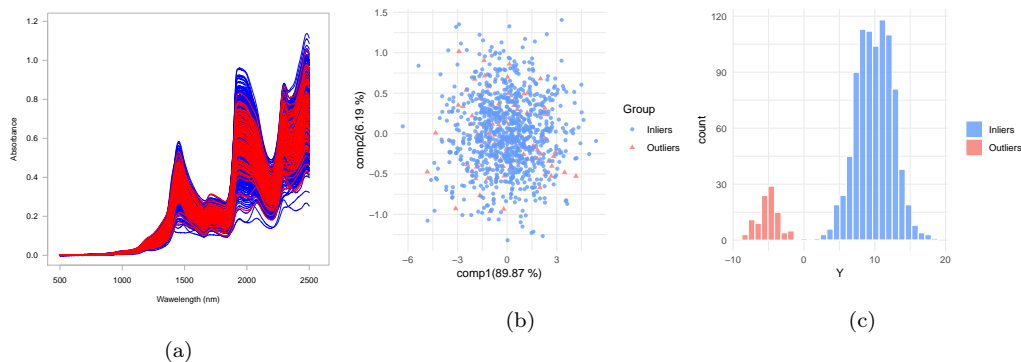 1.2
1.0
0.8
0.6
0.4
0.2
0.0
Absorbance
500 1000 1500 2000 2500
Wawelength (nm)
(a)
1.5
1.0
0.5
0.0
−0.5
−1.0
comp2(6.19 %)
−6 −3 0 3
comp1(89.87 %)
Group
Inliers
Outliers
(b)
120
90
60
30
0
count
−10 0 10 20
Y
Inliers
Outliers
(c)